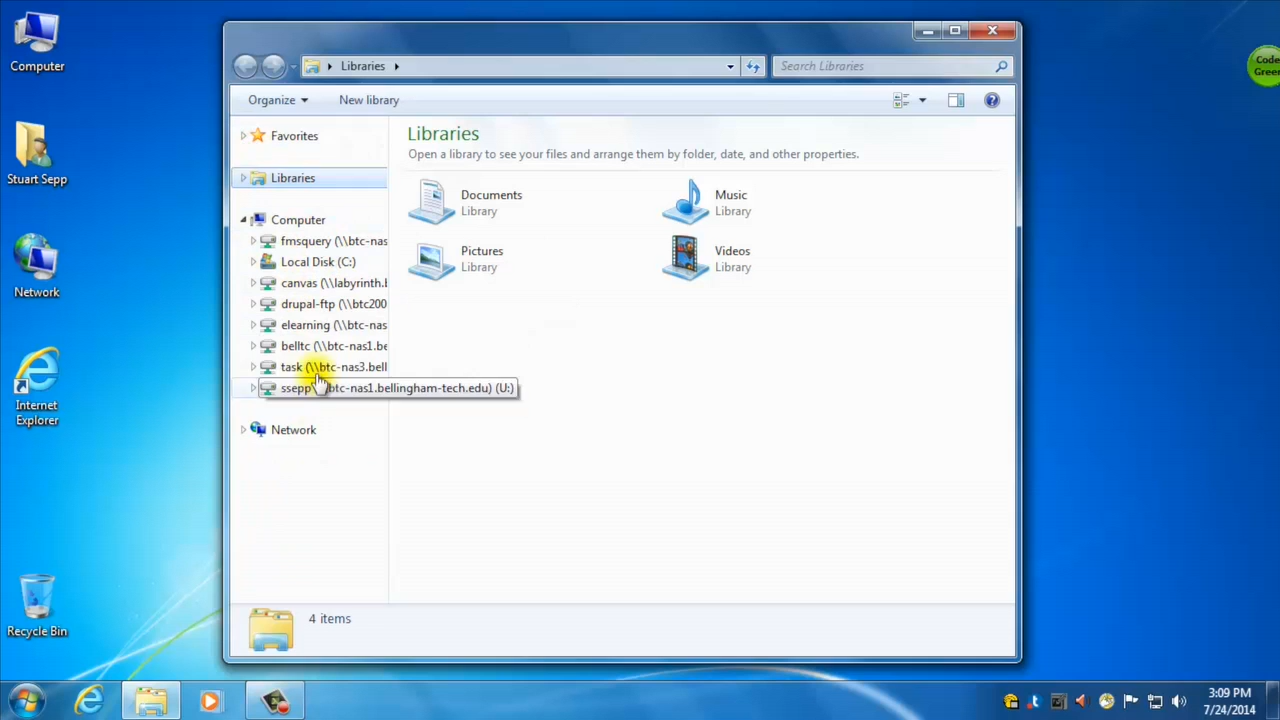 Computer
Stuart Sepp
Network
Internet
Explorer
Recycle Bin
Libraries
Search Libraries
Organize
New library
Favorites
Libraries
Computer
fmsquery (\\btc-nas
Local Disk (C:)
canvas (\\labyrinth.b
drupal-ftp (\\btc200
elearning (\\btc-nas
belltc (\\btc-nas1.be
task (\\btc-nas3.bell
ssepp btc-nas1.bellingham-tech.edu) (U:)
Network
Libraries
Open a library to see your files and arrange them by folder, date, and other properties.
Documents
Library
Music
Library
Pictures
Library
Videos
Library
4 items
Code
Green
3:09 PM
7/24/2014